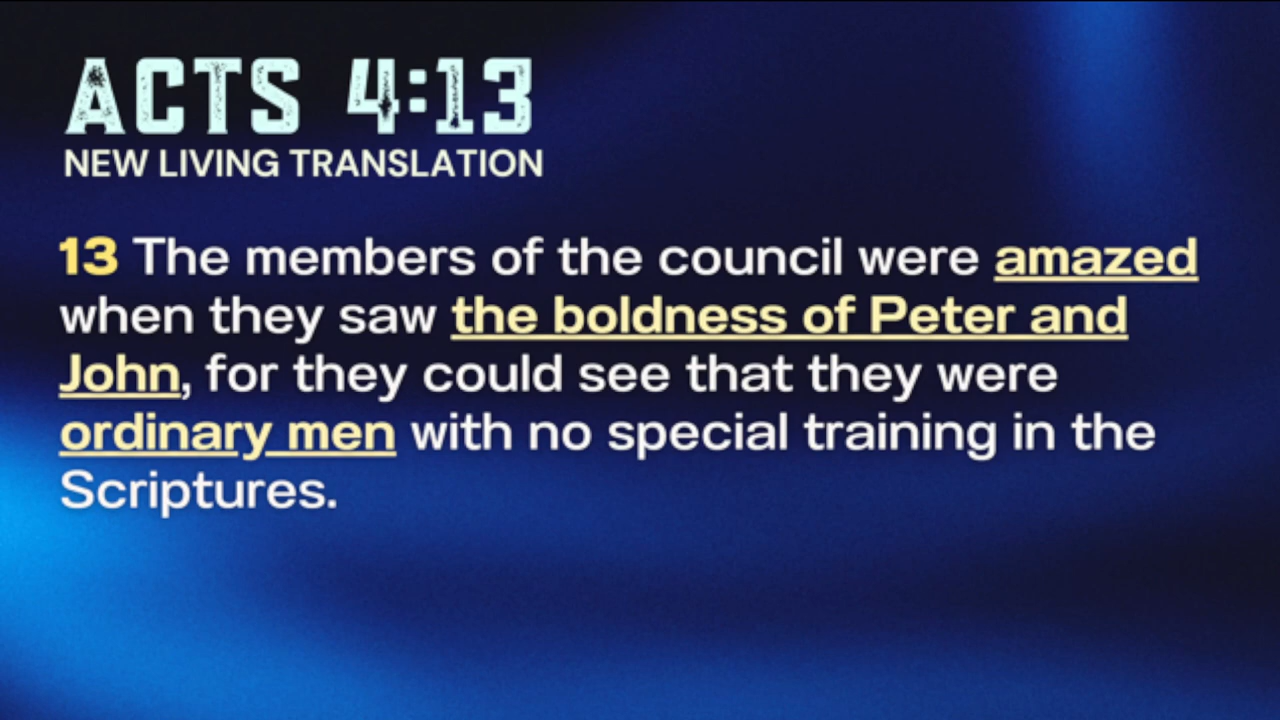 ACTS 4:13
NEW LIVING TRANSLATION
13 The members of the council were amazed
when they saw the boldness of Peter and
John, for they could see that they were
ordinary men with no special training in the
Scriptures.